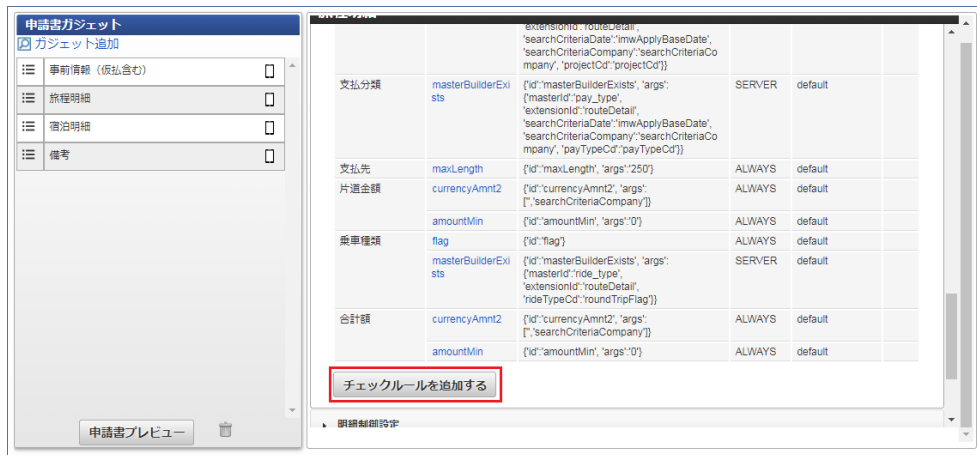 申請書ガジェット
ガジェット追加
事前情報（仮払含む）
旅程明細
宿泊明細
備考
申請書プレビュー
'extensionId':'routeDetail',
'searchCriteriaDate':'imwApplyBaseDate',
'searchCriteriaCompany':'searchCriteriaCo
mpany', 'projectCd':'projectCd'}}
支払分類 masterBuilderExi {'id':'masterBuilderExists', 'args': SERVER default
sts {'masterId':'pay_type',
'extensionId':'routeDetail',
'searchCriteriaDate':'imwApplyBaseDate',
'searchCriteriaCompany':'searchCriteriaCo
mpany', 'payTypeCd':'payTypeCd'}}
支払先 maxLength {'id':'maxLength', 'args':'250'} ALWAYS default
片道金額 currencyAmnt2 {'id':'currencyAmnt2', 'args': ALWAYS default
['','searchCriteriaCompany']}
amountMin {'id':'amountMin', 'args':'0'} ALWAYS default
乗車種類 flag {'id':'flag'} ALWAYS default
masterBuilderExi {'id':'masterBuilderExists', 'args': SERVER default
sts {'masterId':'ride_type',
'extensionId':'routeDetail',
'rideTypeCd':'roundTripFlag'}}
合計額 currencyAmnt2 {'id':'currencyAmnt2', 'args': ALWAYS default
['','searchCriteriaCompany']}
amountMin {'id':'amountMin', 'args':'0'} ALWAYS default
チェックルールを追加する
明細制御設定